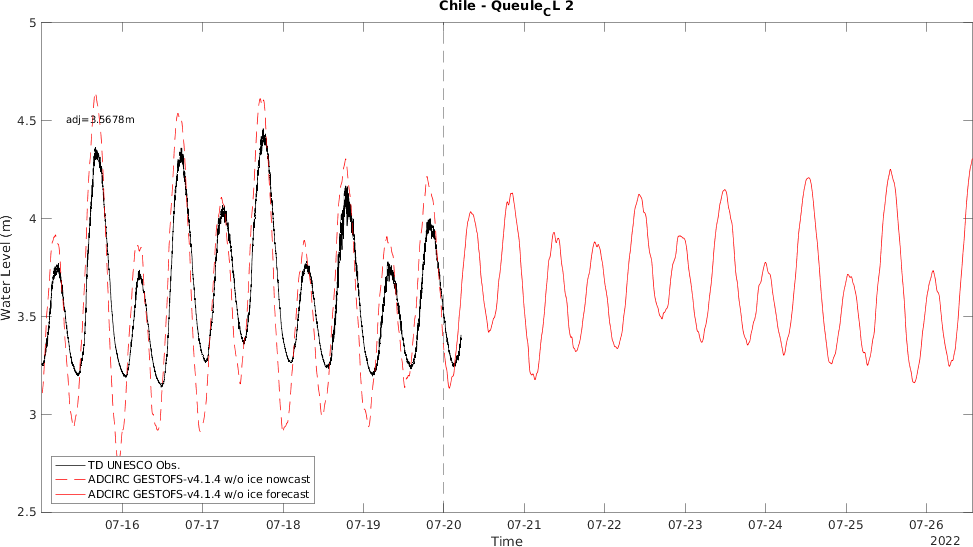 Chile - Queule_CL 2
5
adj=3.5678m
4.5
4
3.5
3
2.5
Water Level (m)
TD UNESCO Obs.
ADCIRC GESTOFS-v4.1.4 w/o ice nowcast
ADCIRC GESTOFS-v4.1.4 w/o ice forecast
07-16 07-17 07-18 07-19 07-20 07-21 07-22 07-23 07-24 07-25 07-26
Time
2022